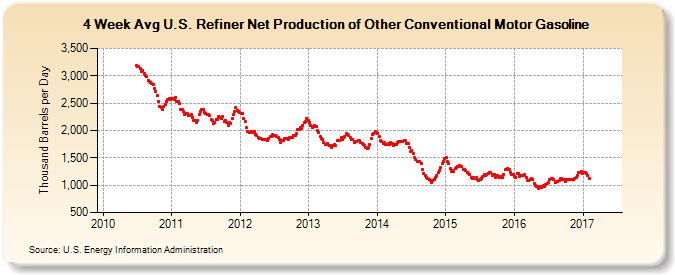 4 Week Avg U.S. Refiner Net Production of Other Conventional Motor Gasoline
Thousand Barrels per Day
3,500
3,000
2,500
2,000
1,500
1,000
500
2010 2011 2012 2013 2014 2015 2016 2017
Source: U.S. Energy Information Administration